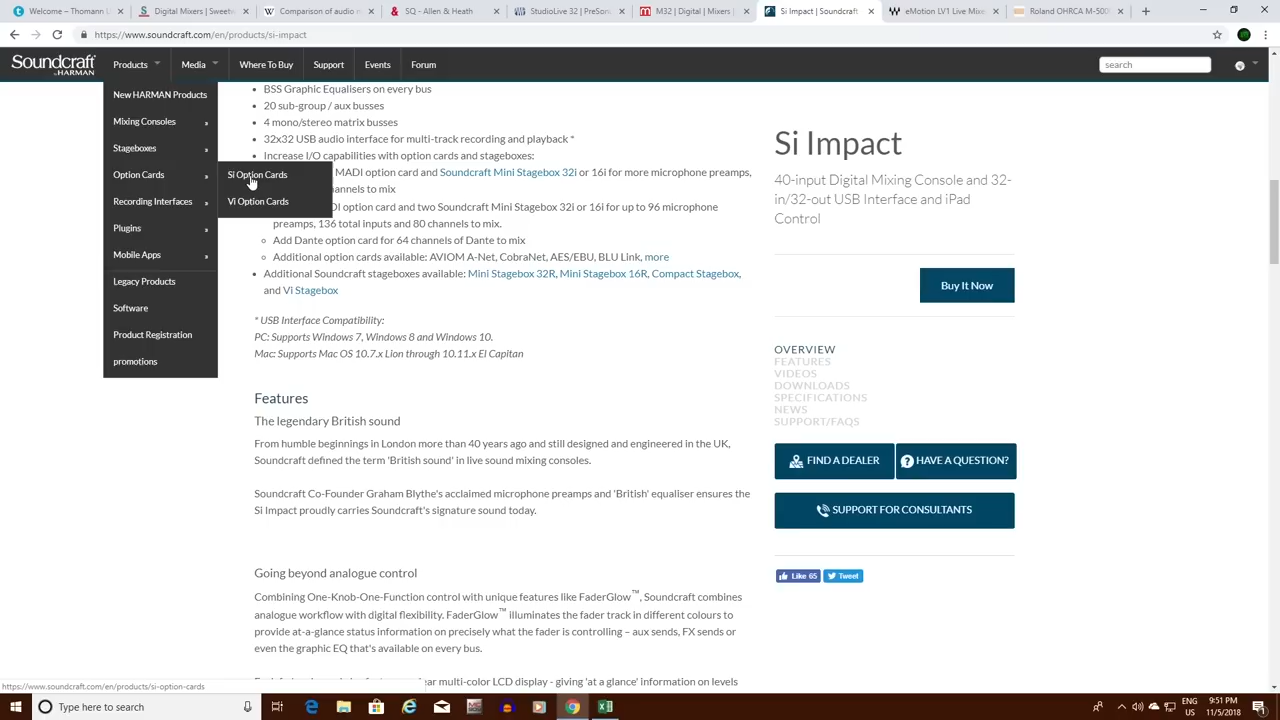 Welcome – Thomann U
Digital Mixers | Sweetw
Comparison of audio m
SQ - Allen & Heath
StudioLive 32 | PreSon
M32 | Digital Mixers |
Si Impact | Soundcraft
eMotion LV1 Live Mixe
Roland OHRCA M-5000
https://www.soundcraft.com/en/products/si-impact
Soundcraft
by HARMAN
Products
Media
Where To Buy
Support
Events
Forum
search
New HARMAN Products
Mixing Consoles »
Stageboxes »
Option Cards »
Recording Interfaces »
Plugins »
Mobile Apps »
Legacy Products
Software
Product Registration
promotions
Si Option Cards
Vi Option Cards
• BSS Graphic Equalisers on every bus
• 20 sub-group / aux busses
• 4 mono/stereo matrix busses
• 32x32 USB audio interface for multi-track recording and playback *
• Increase I/O capabilities with option cards and stageboxes:
MADI option card and Soundcraft Mini Stagebox 32i or 16i for more microphone preamps,
channels to mix
DI option card and two Soundcraft Mini Stagebox 32i or 16i for up to 96 microphone
preamps, 136 total inputs and 80 channels to mix.
Add Dante option card for 64 channels of Dante to mix
Additional option cards available: AVIOM A-Net, CobraNet, AES/EBU, BLU Link, more
• Additional Soundcraft stageboxes available: Mini Stagebox 32R, Mini Stagebox 16R, Compact Stagebox,
and Vi Stagebox
* USB Interface Compatibility:
PC: Supports Windows 7, Windows 8 and Windows 10.
Mac: Supports Mac OS 10.7.x Lion through 10.11.x El Capitan
Features
The legendary British sound
From humble beginnings in London more than 40 years ago and still designed and engineered in the UK,
Soundcraft defined the term 'British sound' in live sound mixing consoles.
Soundcraft Co-Founder Graham Blythe's acclaimed microphone preamps and 'British' equaliser ensures the
Si Impact proudly carries Soundcraft's signature sound today.
Going beyond analogue control
Combining One-Knob-One-Function control with unique features like FaderGlow™, Soundcraft combines
analogue workflow with digital flexibility. FaderGlow™ illuminates the fader track in different colours to
provide at-a-glance status information on precisely what the fader is controlling – aux sends, FX sends or
even the graphic EQ that's available on every bus.
ear multi-color LCD display - giving 'at a glance' information on levels
Si Impact
40-input Digital Mixing Console and 32-
in/32-out USB Interface and iPad
Control
Buy It Now
OVERVIEW
FEATURES
VIDEOS
DOWNLOADS
SPECIFICATIONS
NEWS
SUPPORT/FAQS
FIND A DEALER
HAVE A QUESTION?
SUPPORT FOR CONSULTANTS
Like 65
Tweet
https://www.soundcraft.com/en/products/si-option-cards
Type here to search
ENG
US
9:51 PM
11/5/2018